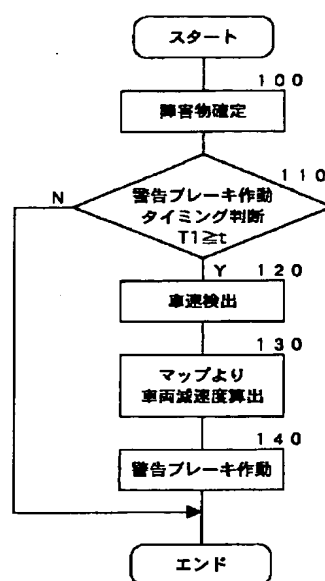 スタート
100
障害物確定
110
N
警告ブレーキ作動
タイミング判断
T1≧t
Y
120
車速検出
130
マップより
車両減速度算出
140
警告ブレーキ作動
エンド